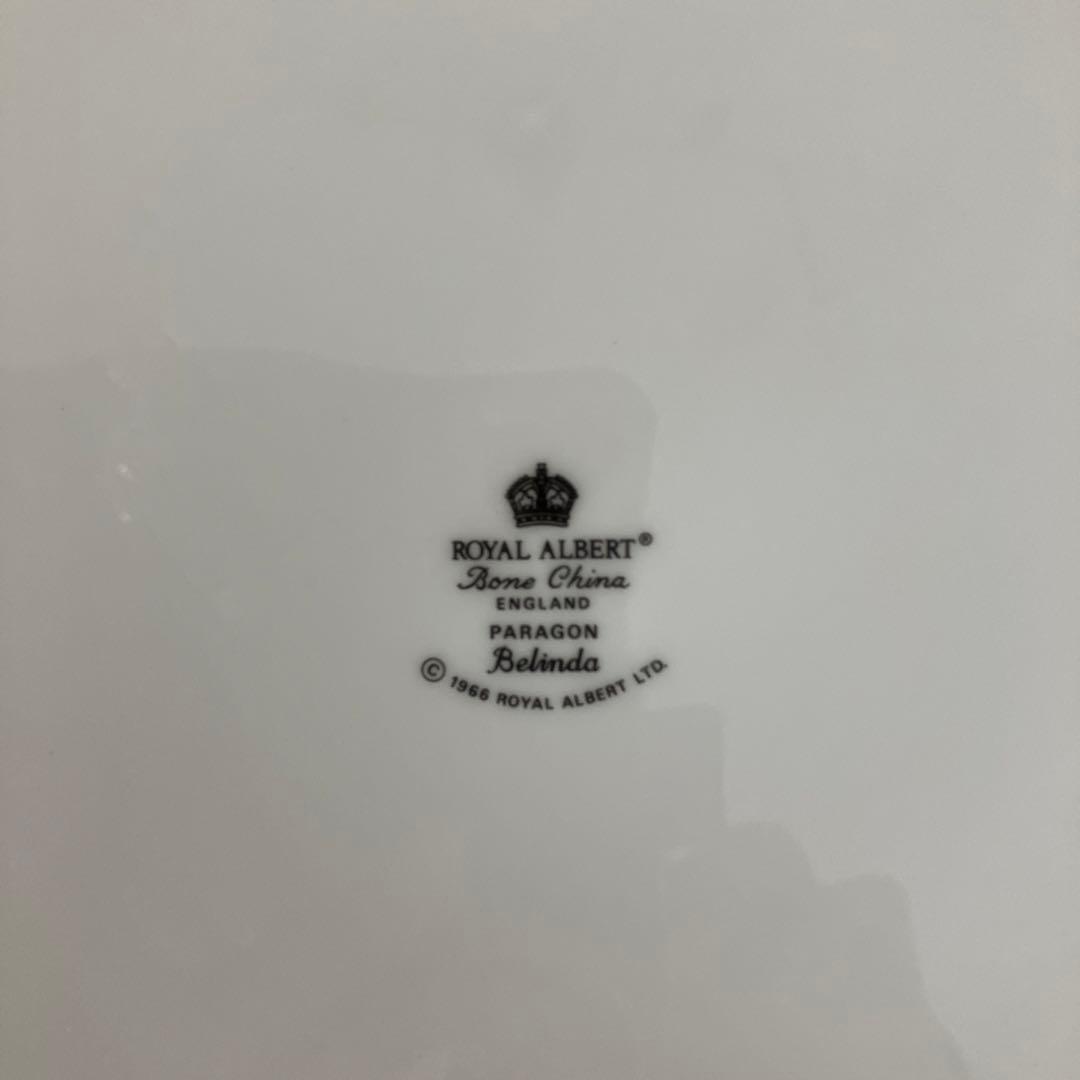 ROYAL ALBERT®
Bone China
ENGLAND
PARAGON
Belinda
© 1966 ROYAL ALBERT LTD.